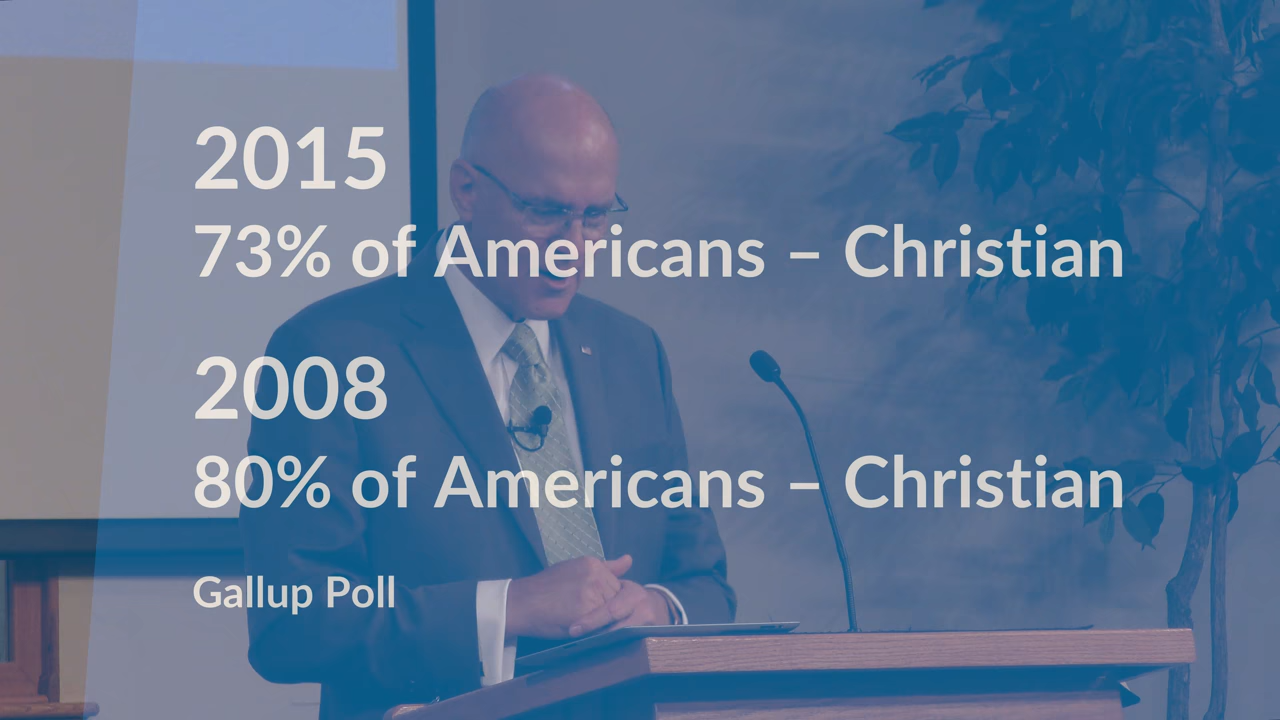 2015
73% of Americans – Christian
2008
80% of Americans – Christian
Gallup Poll